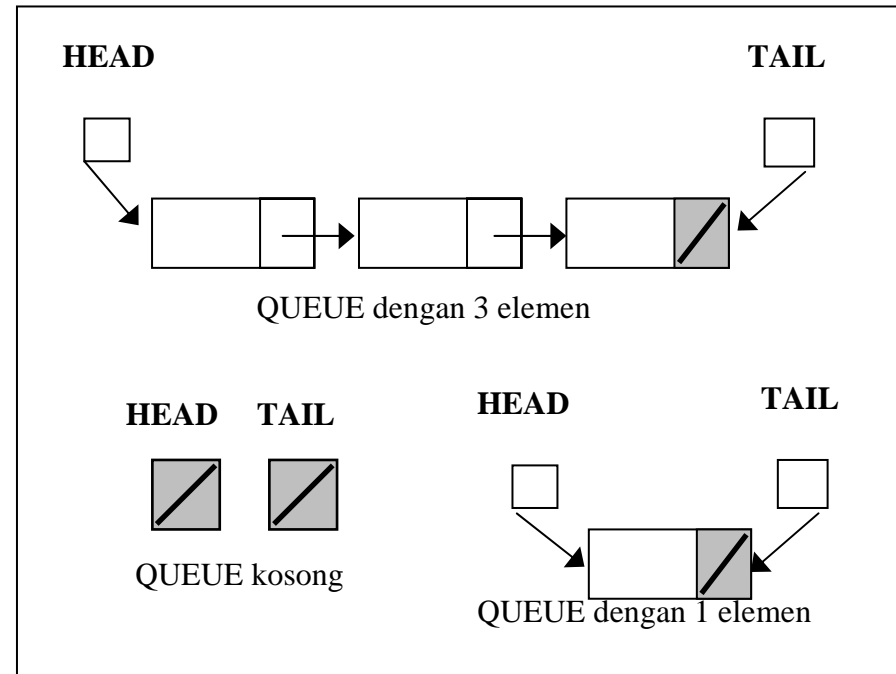 HEAD TAIL
QUEUE dengan 3 elemen
HEAD TAIL
QUEUE kosong
HEAD TAIL
QUEUE dengan 1 elemen